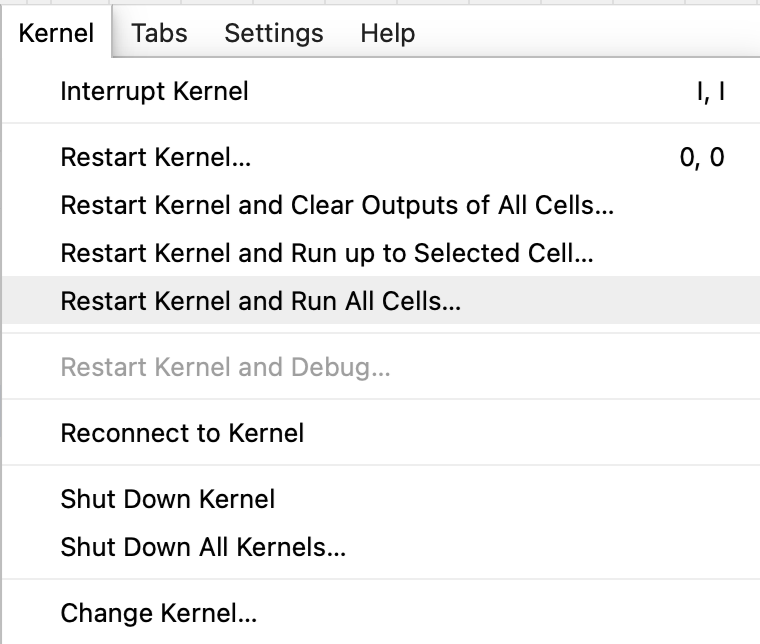 Kernel Tabs Settings Help
Interrupt Kernel I, I
Restart Kernel... 0, 0
Restart Kernel and Clear Outputs of All Cells...
Restart Kernel and Run up to Selected Cell...
Restart Kernel and Run All Cells...
Restart Kernel and Debug...
Reconnect to Kernel
Shut Down Kernel
Shut Down All Kernels...
Change Kernel...